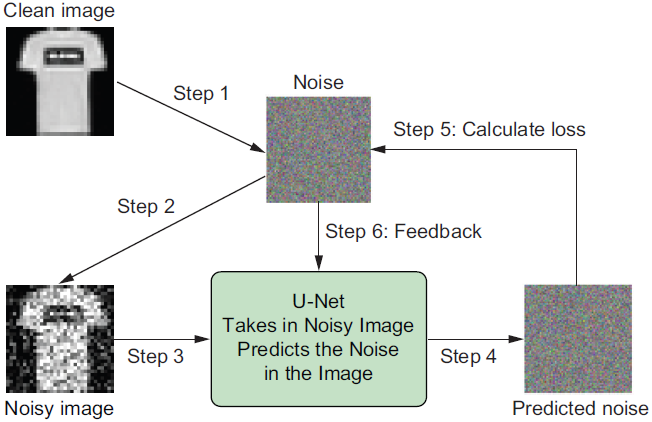 Clean image
Noise
Step 1
Step 5: Calculate loss
Step 2
Step 6: Feedback
U-Net
Takes in Noisy Image
Predicts the Noise
in the Image
Step 3
Step 4
Noisy image
Predicted noise